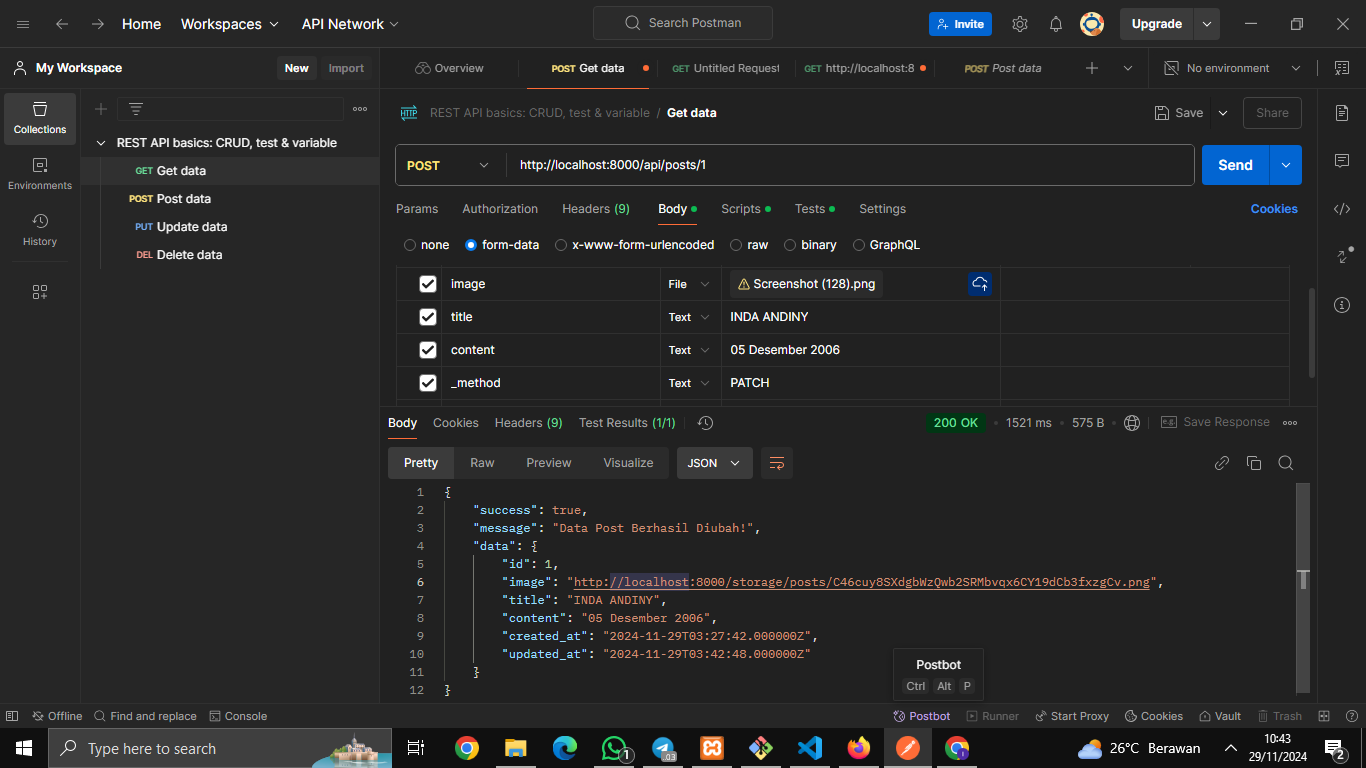 Home Workspaces API Network Search Postman Invite Upgrade
My Workspace New Import Overview POST Get data GET Untitled Request GET http://localhost:8 POST Post data No environment
Collections
Environments
History
REST API basics: CRUD, test & variable
GET Get data
POST Post data
PUT Update data
DEL Delete data
HTTP REST API basics: CRUD, test & variable / Get data Save Share
POST http://localhost:8000/api/posts/1 Send
Params Authorization Headers (9) Body Scripts Tests Settings Cookies
none form-data x-www-form-urlencoded raw binary GraphQL
image File Screenshot (128).png
title Text INDA ANDINY
content Text 05 Desember 2006
_method Text PATCH
Body Cookies Headers (9) Test Results (1/1) 200 OK 1521 ms 575 B e.g. Save Response
Pretty Raw Preview Visualize JSON
1 {
2 "success": true,
3 "message": "Data Post Berhasil Diubah!",
4 "data": {
5 "id": 1,
6 "image": "http://localhost:8000/storage/posts/C46cuy8SXdgbWzQwb2SRMbvqx6CY19dCb3fxzgCv.png",
7 "title": "INDA ANDINY",
8 "content": "05 Desember 2006",
9 "created_at": "2024-11-29T03:27:42.000000Z",
10 "updated_at": "2024-11-29T03:42:48.000000Z"
11 }
12 }
Postbot
Ctrl Alt P
Offline Find and replace Console Postbot Runner Start Proxy Cookies Vault Trash
Type here to search 1 .03 26°C Berawan 10:43
29/11/2024 2